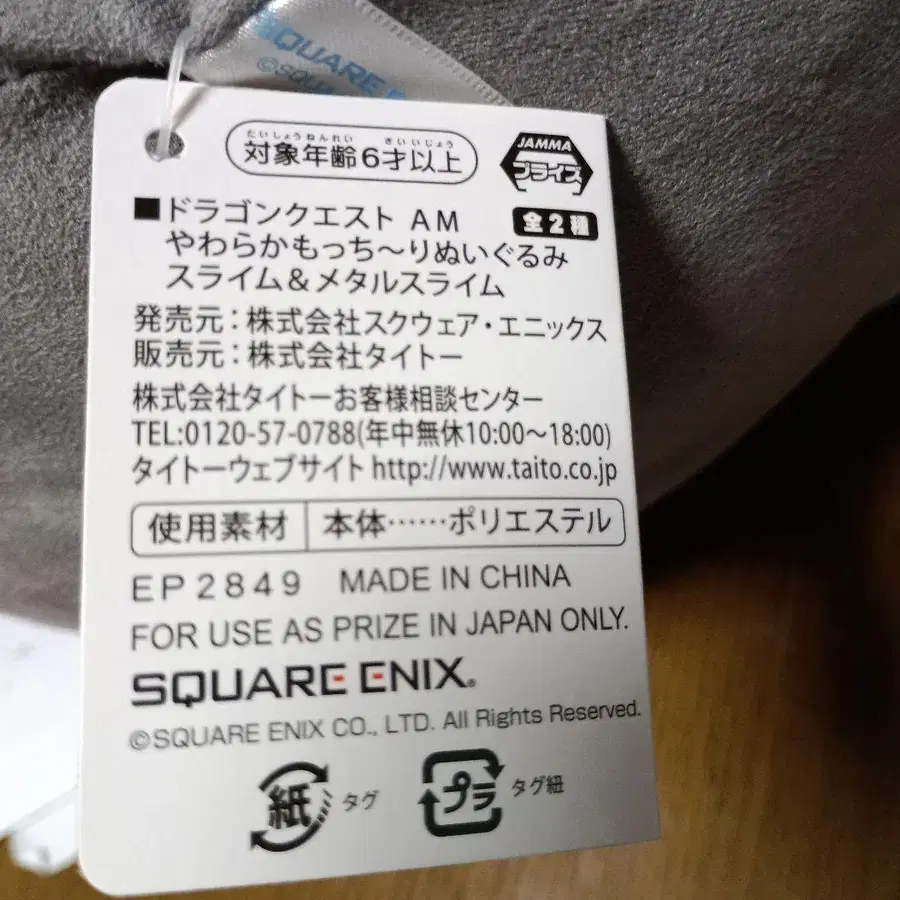 SQUARE E
©SQU
たいしょうねんれい さいいじょう
対象年齢6才以上
JAMMA
プライズ
■ドラゴンクエスト AM
全2種
やわらかもっち〜りぬいぐるみ
スライム&メタルスライム
発売元:株式会社スクウェア・エニックス
販売元:株式会社タイトー
株式会社タイトーお客様相談センター
TEL:0120-57-0788(年中無休10:00〜18:00)
タイトーウェブサイト http://www.taito.co.jp
使用素材 本体……ポリエステル
EP2849 MADE IN CHINA
FOR USE AS PRIZE IN JAPAN ONLY.
SQUARE ENIX®
©SQUARE ENIX CO., LTD. All Rights Reserved.
紙 タグ プラ タグ紐